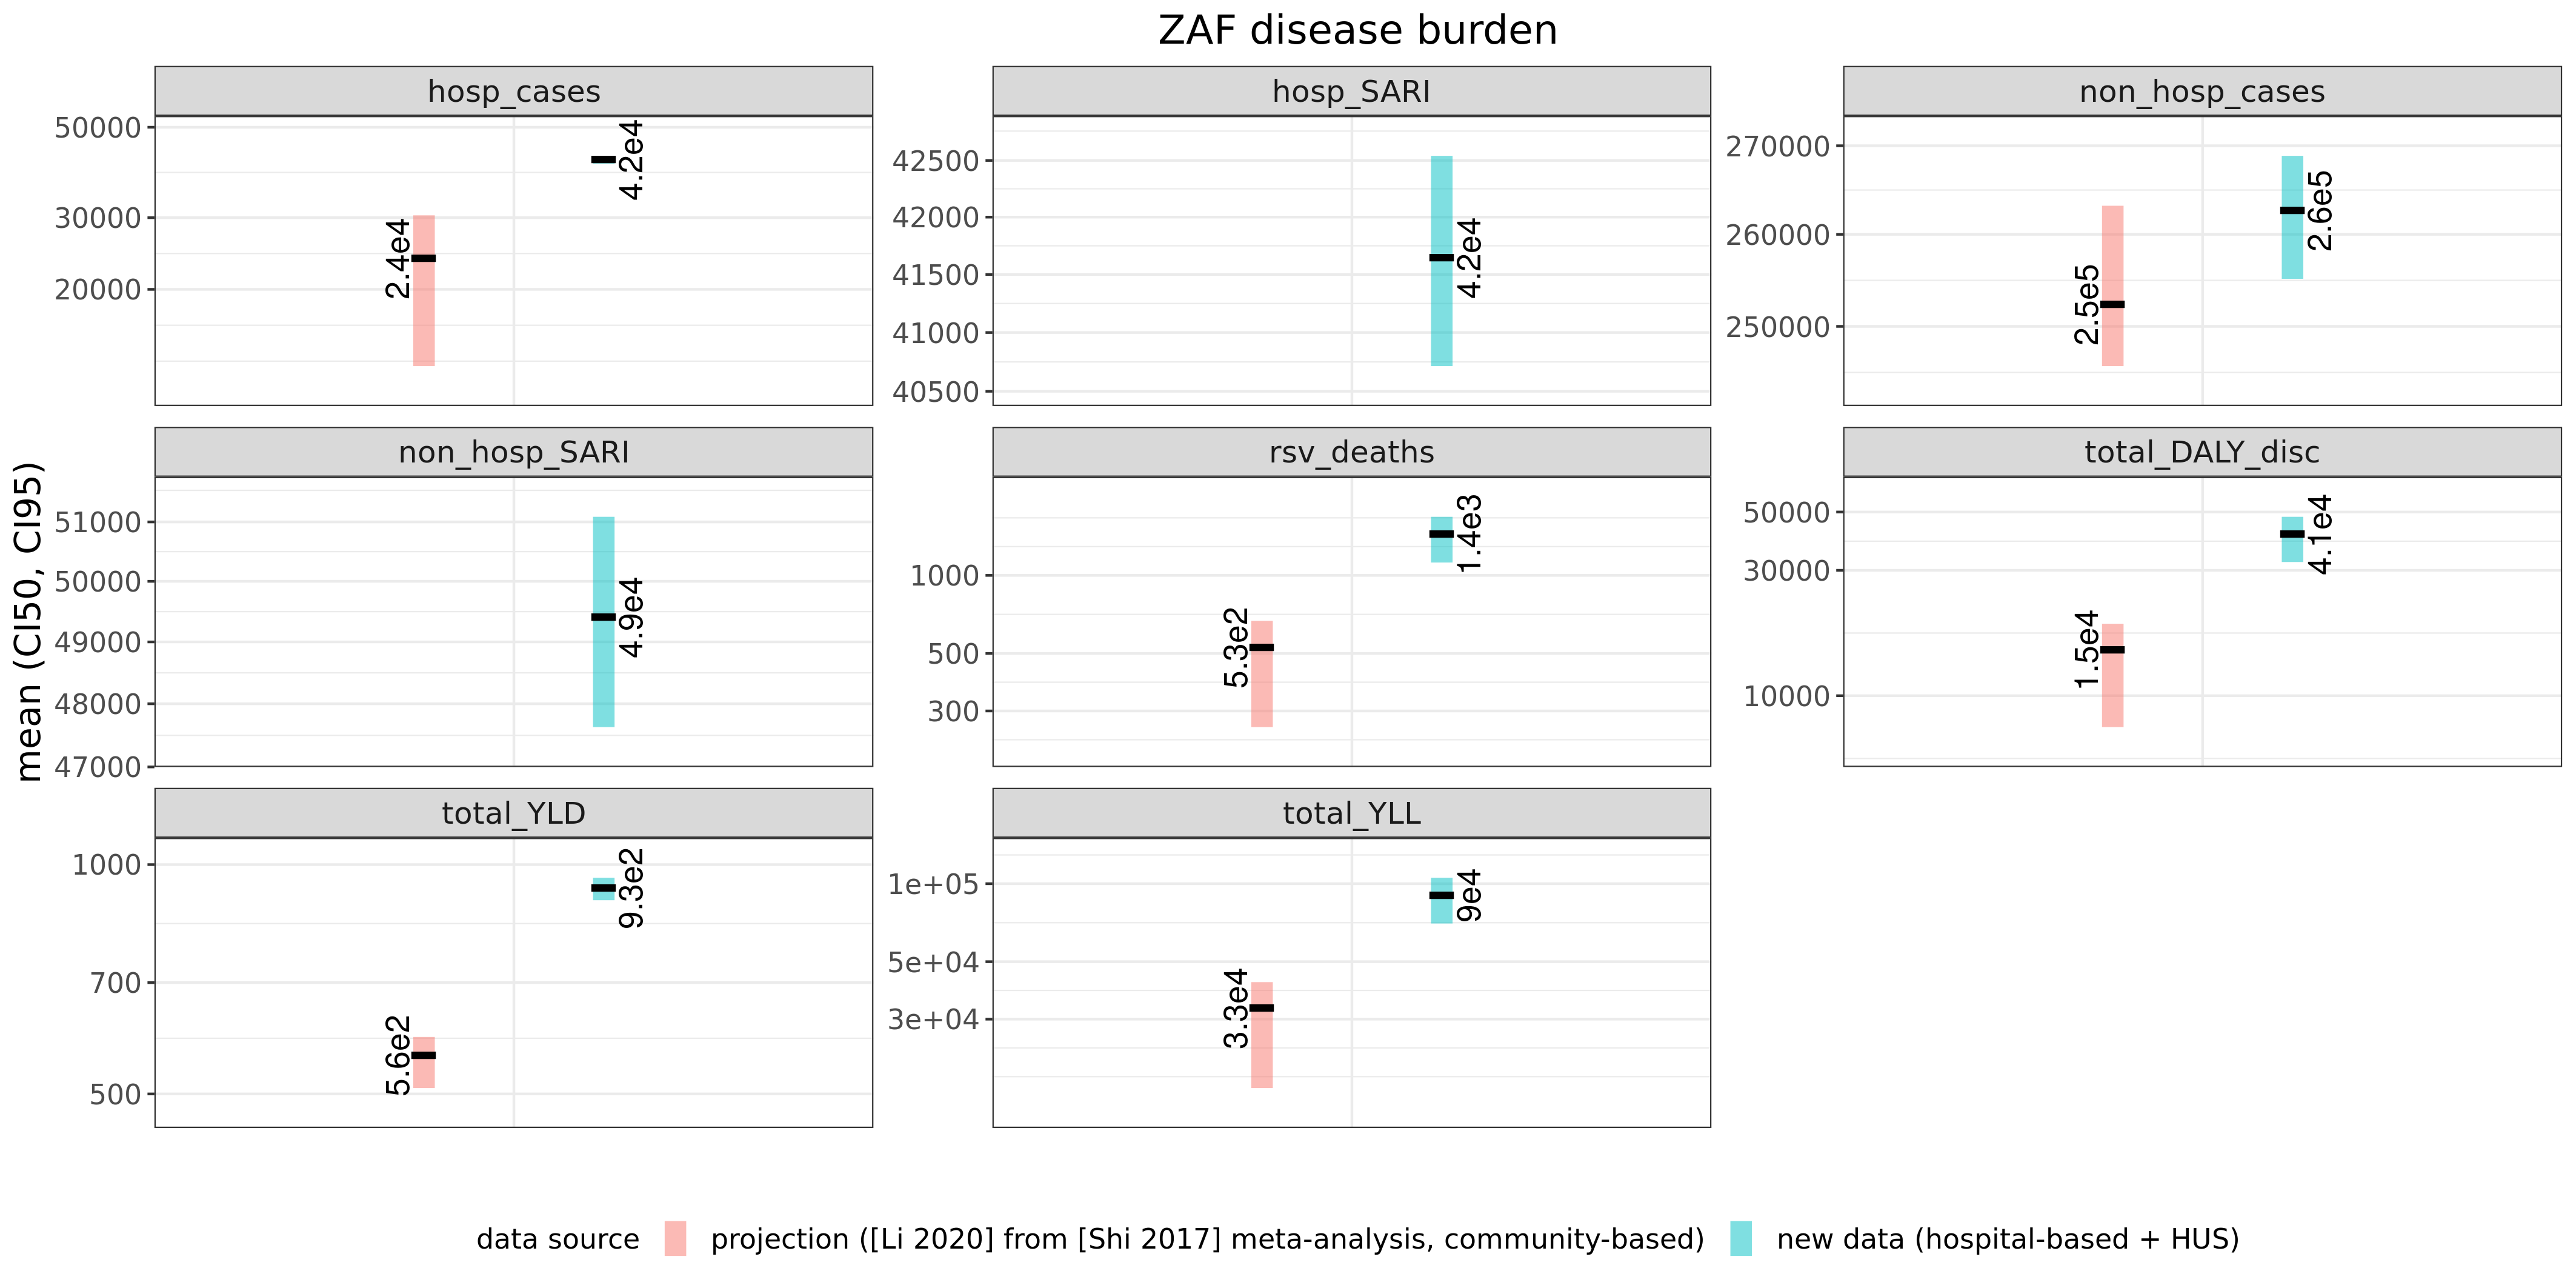 ZAF disease burden
hosp_cases
hosp_SARI
non_hosp_cases
50000
30000
20000
2.4e4
4.2e4
42500
42000
41500
41000
40500
4.2e4
270000
260000
250000
2.5e5
2.6e5
mean (CI50, CI95)
non_hosp_SARI
rsv_deaths
total_DALY_disc
51000
50000
49000
48000
47000
4.9e4
1000
500
300
5.3e2
1.4e3
50000
30000
10000
1.5e4
4.1e4
total_YLD
total_YLL
1000
700
500
5.6e2
9.3e2
1e+05
5e+04
3e+04
3.3e4
9e4
data source projection ([Li 2020] from [Shi 2017] meta-analysis, community-based) new data (hospital-based + HUS)